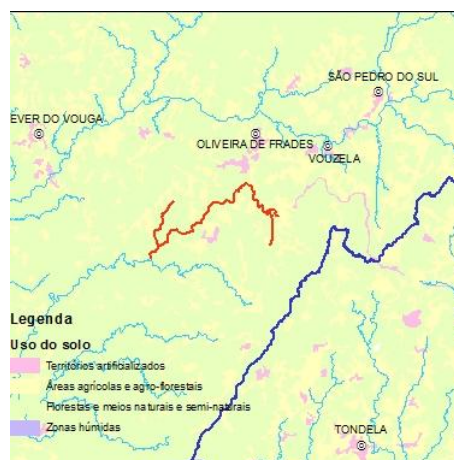 SÃO PEDRO DO SUL
EVER DO VOUGA
OLIVEIRA DE FRADES
VOUZELA
Legenda
Uso do solo
Territórios artificializados
Áreas agrícolas e agro-florestais
Florestas e meios naturais e semi-naturais
Zonas húmidas
TONDELA